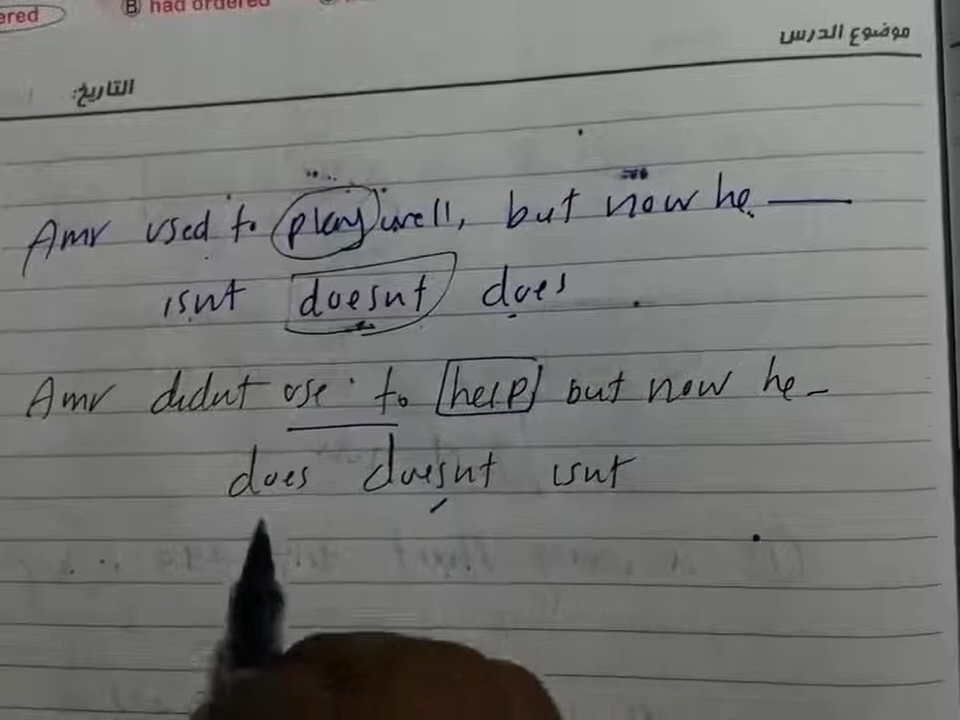 ered B had ordered
موضوع الدرس
التاريخ:
Amr used to play well, but now he
isnt doesnt does
Amr didnt use to help but now he
does doesnt isnt